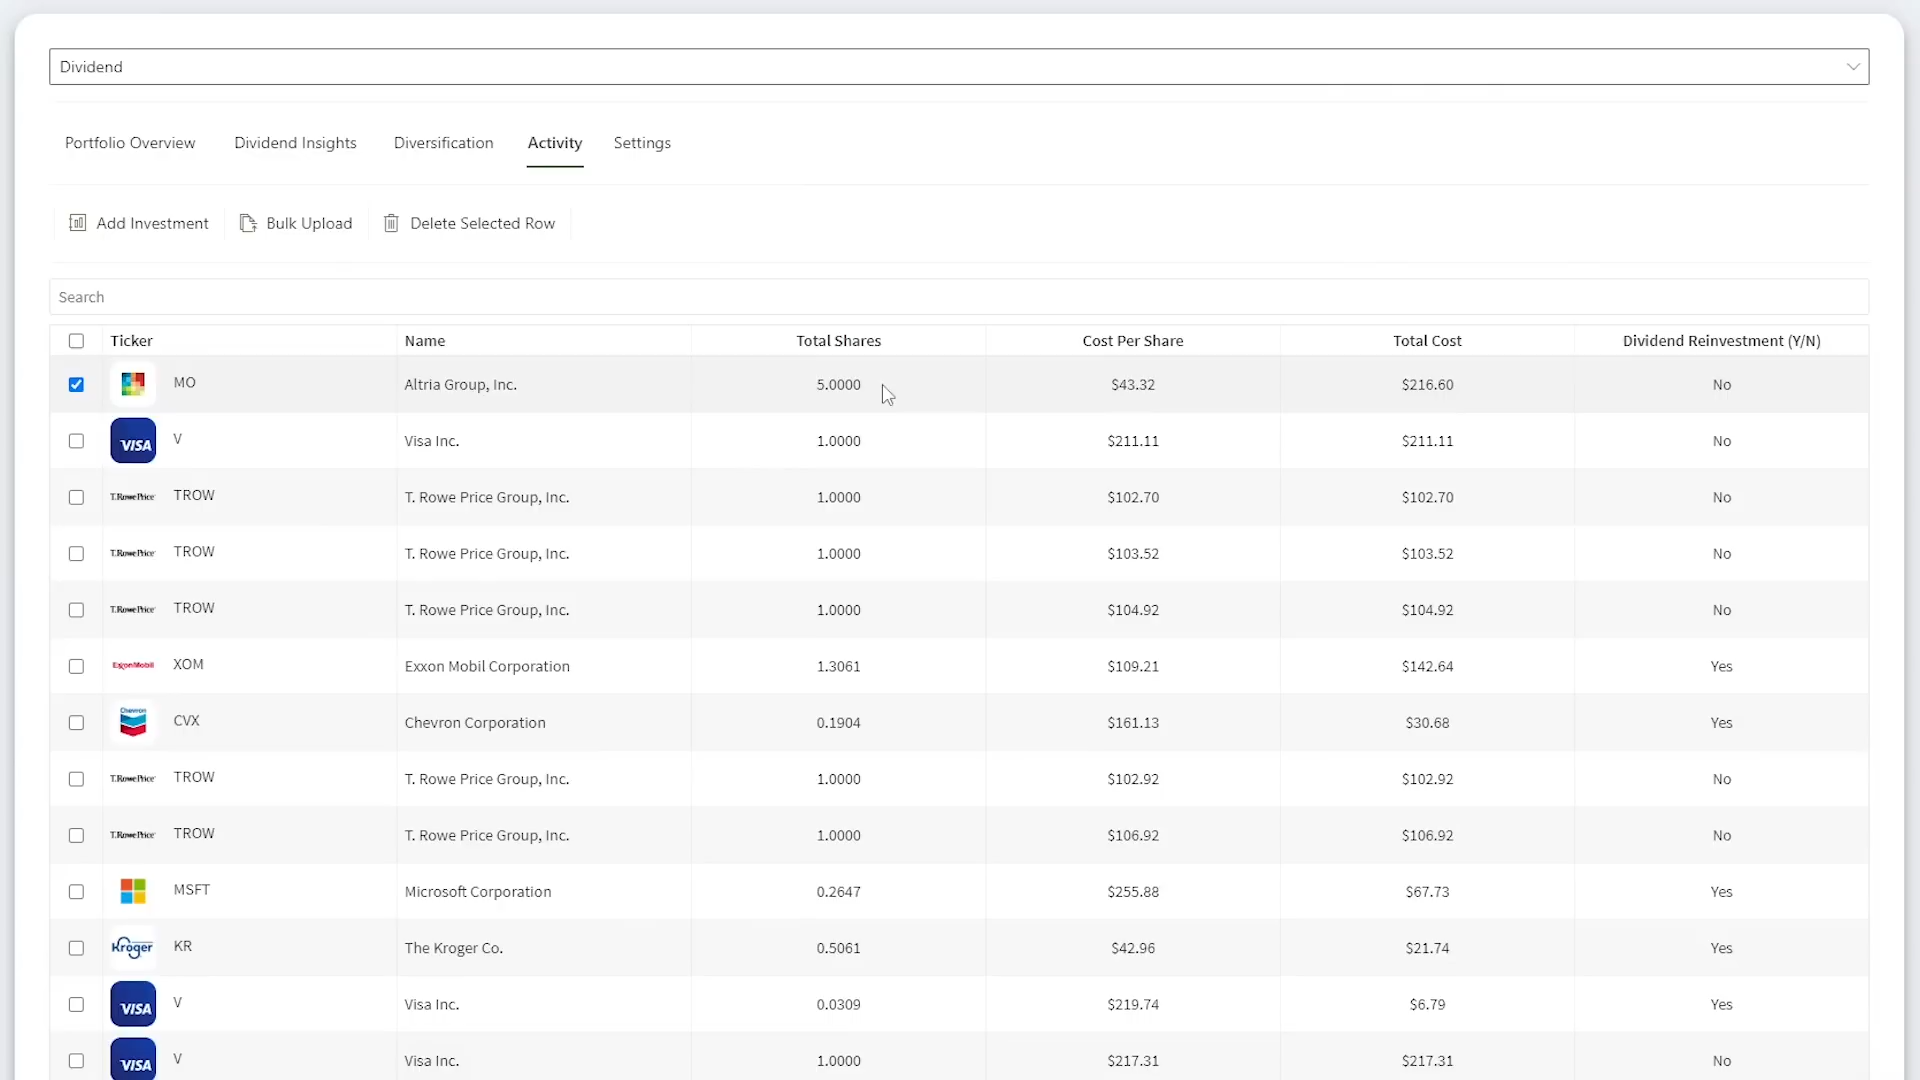 Dividend
Portfolio Overview Dividend Insights Diversification Activity Settings
Add Investment Bulk Upload Delete Selected Row
Search
Ticker Name Total Shares Cost Per Share Total Cost Dividend Reinvestment (Y/N)
MO Altria Group, Inc. 5.0000 $43.32 $216.60 No
VISA V Visa Inc. 1.0000 $211.11 $211.11 No
T.RowePrice TROW T. Rowe Price Group, Inc. 1.0000 $102.70 $102.70 No
T.RowePrice TROW T. Rowe Price Group, Inc. 1.0000 $103.52 $103.52 No
T.RowePrice TROW T. Rowe Price Group, Inc. 1.0000 $104.92 $104.92 No
ExxonMobil XOM Exxon Mobil Corporation 1.3061 $109.21 $142.64 Yes
Chevron CVX Chevron Corporation 0.1904 $161.13 $30.68 Yes
T.RowePrice TROW T. Rowe Price Group, Inc. 1.0000 $102.92 $102.92 No
T.RowePrice TROW T. Rowe Price Group, Inc. 1.0000 $106.92 $106.92 No
MSFT Microsoft Corporation 0.2647 $255.88 $67.73 Yes
Kroger KR The Kroger Co. 0.5061 $42.96 $21.74 Yes
VISA V Visa Inc. 0.0309 $219.74 $6.79 Yes
VISA V Visa Inc. 1.0000 $217.31 $217.31 No